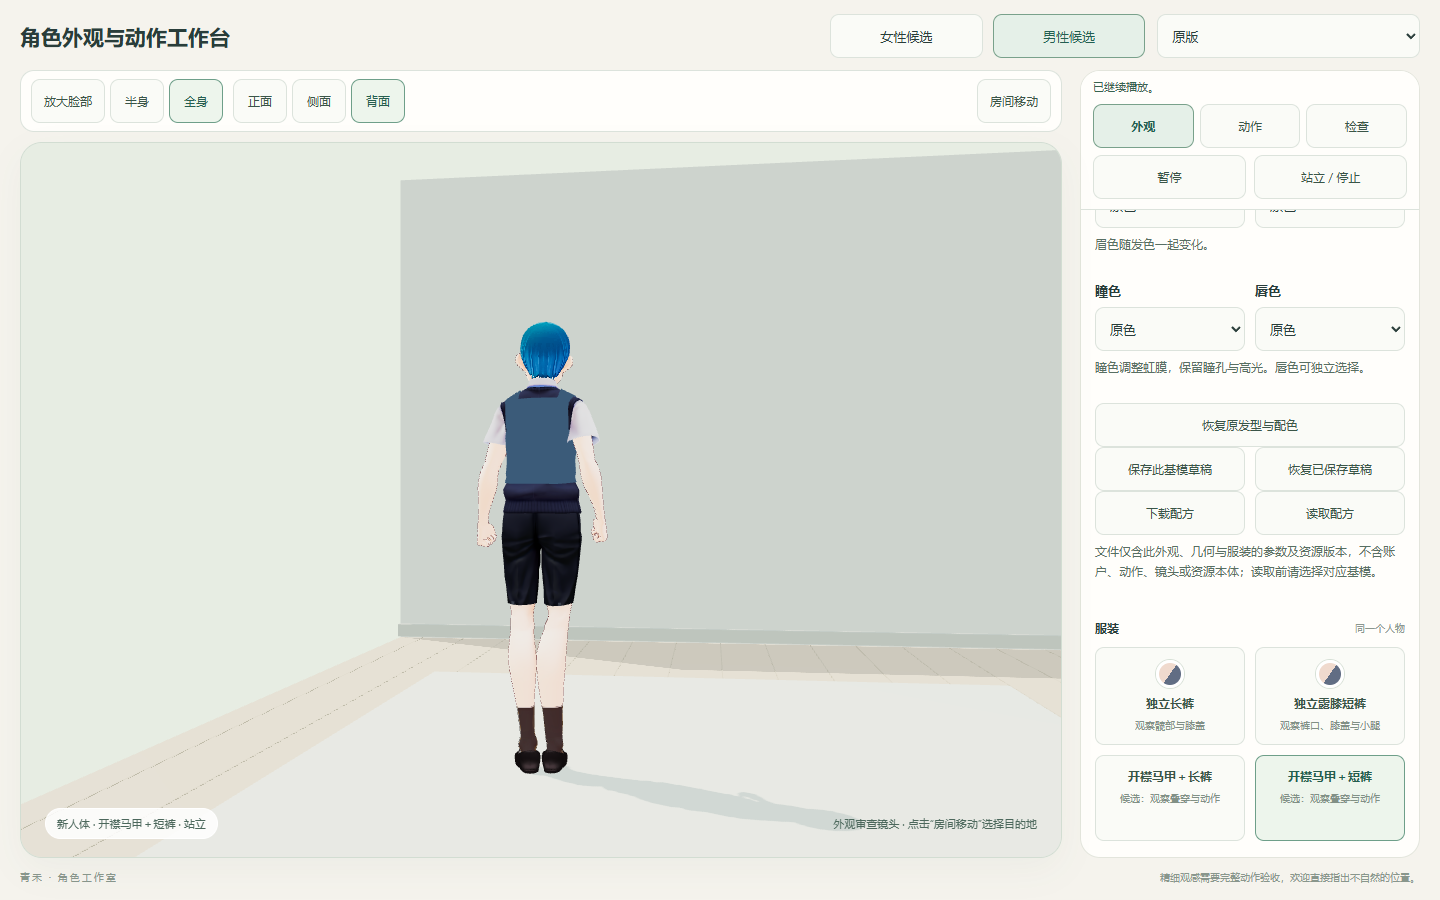 角色外观与动作工作台
女性候选
男性候选
原版
放大脸部
半身
全身
正面
侧面
背面
房间移动
已继续播放。
外观
动作
检查
暂停
站立 / 停止
眉色随发色一起变化。
瞳色
唇色
原色
原色
瞳色调整虹膜，保留瞳孔与高光。唇色可独立选择。
恢复原发型与配色
保存此基模草稿
恢复已保存草稿
下载配方
读取配方
文件仅含此外观、几何与服装的参数及资源版本，不含账
户、动作、镜头或资源本体；读取前请选择对应基模。
服装
同一个人物
独立长裤
观察髋部与膝盖
独立露膝短裤
观察裤口、膝盖与小腿
开襟马甲 + 长裤
候选：观察叠穿与动作
开襟马甲 + 短裤
候选：观察叠穿与动作
新人体 · 开襟马甲 + 短裤 · 站立
外观审查镜头 · 点击“房间移动”选择目的地
青禾 · 角色工作室
精细观感需要完整动作验收，欢迎直接指出不自然的位置。